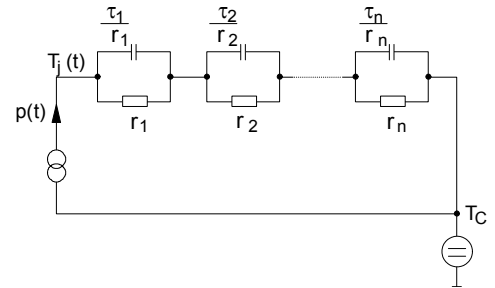 τ1 τ2 τn
r1 r2 rn
Tj (t)
p(t)
r1 r2 rn
TC